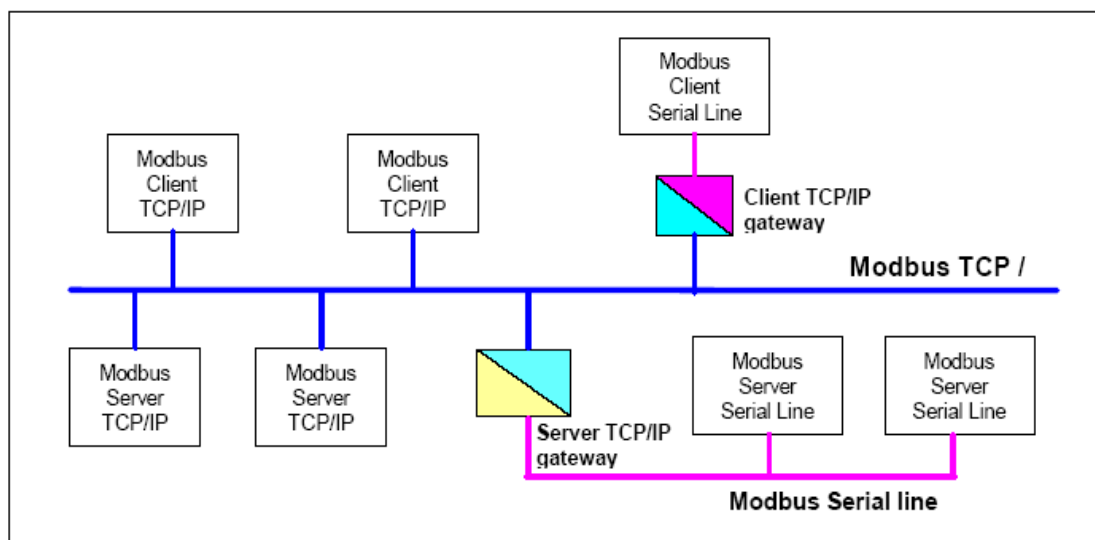 Modbus
Client
Serial Line
Modbus
Client
TCP/IP
Modbus
Client
TCP/IP
Client TCP/IP
gateway
Modbus TCP /
Modbus
Server
TCP/IP
Modbus
Server
TCP/IP
Modbus
Server
Serial Line
Modbus
Server
Serial Line
Server TCP/IP
gateway
Modbus Serial line